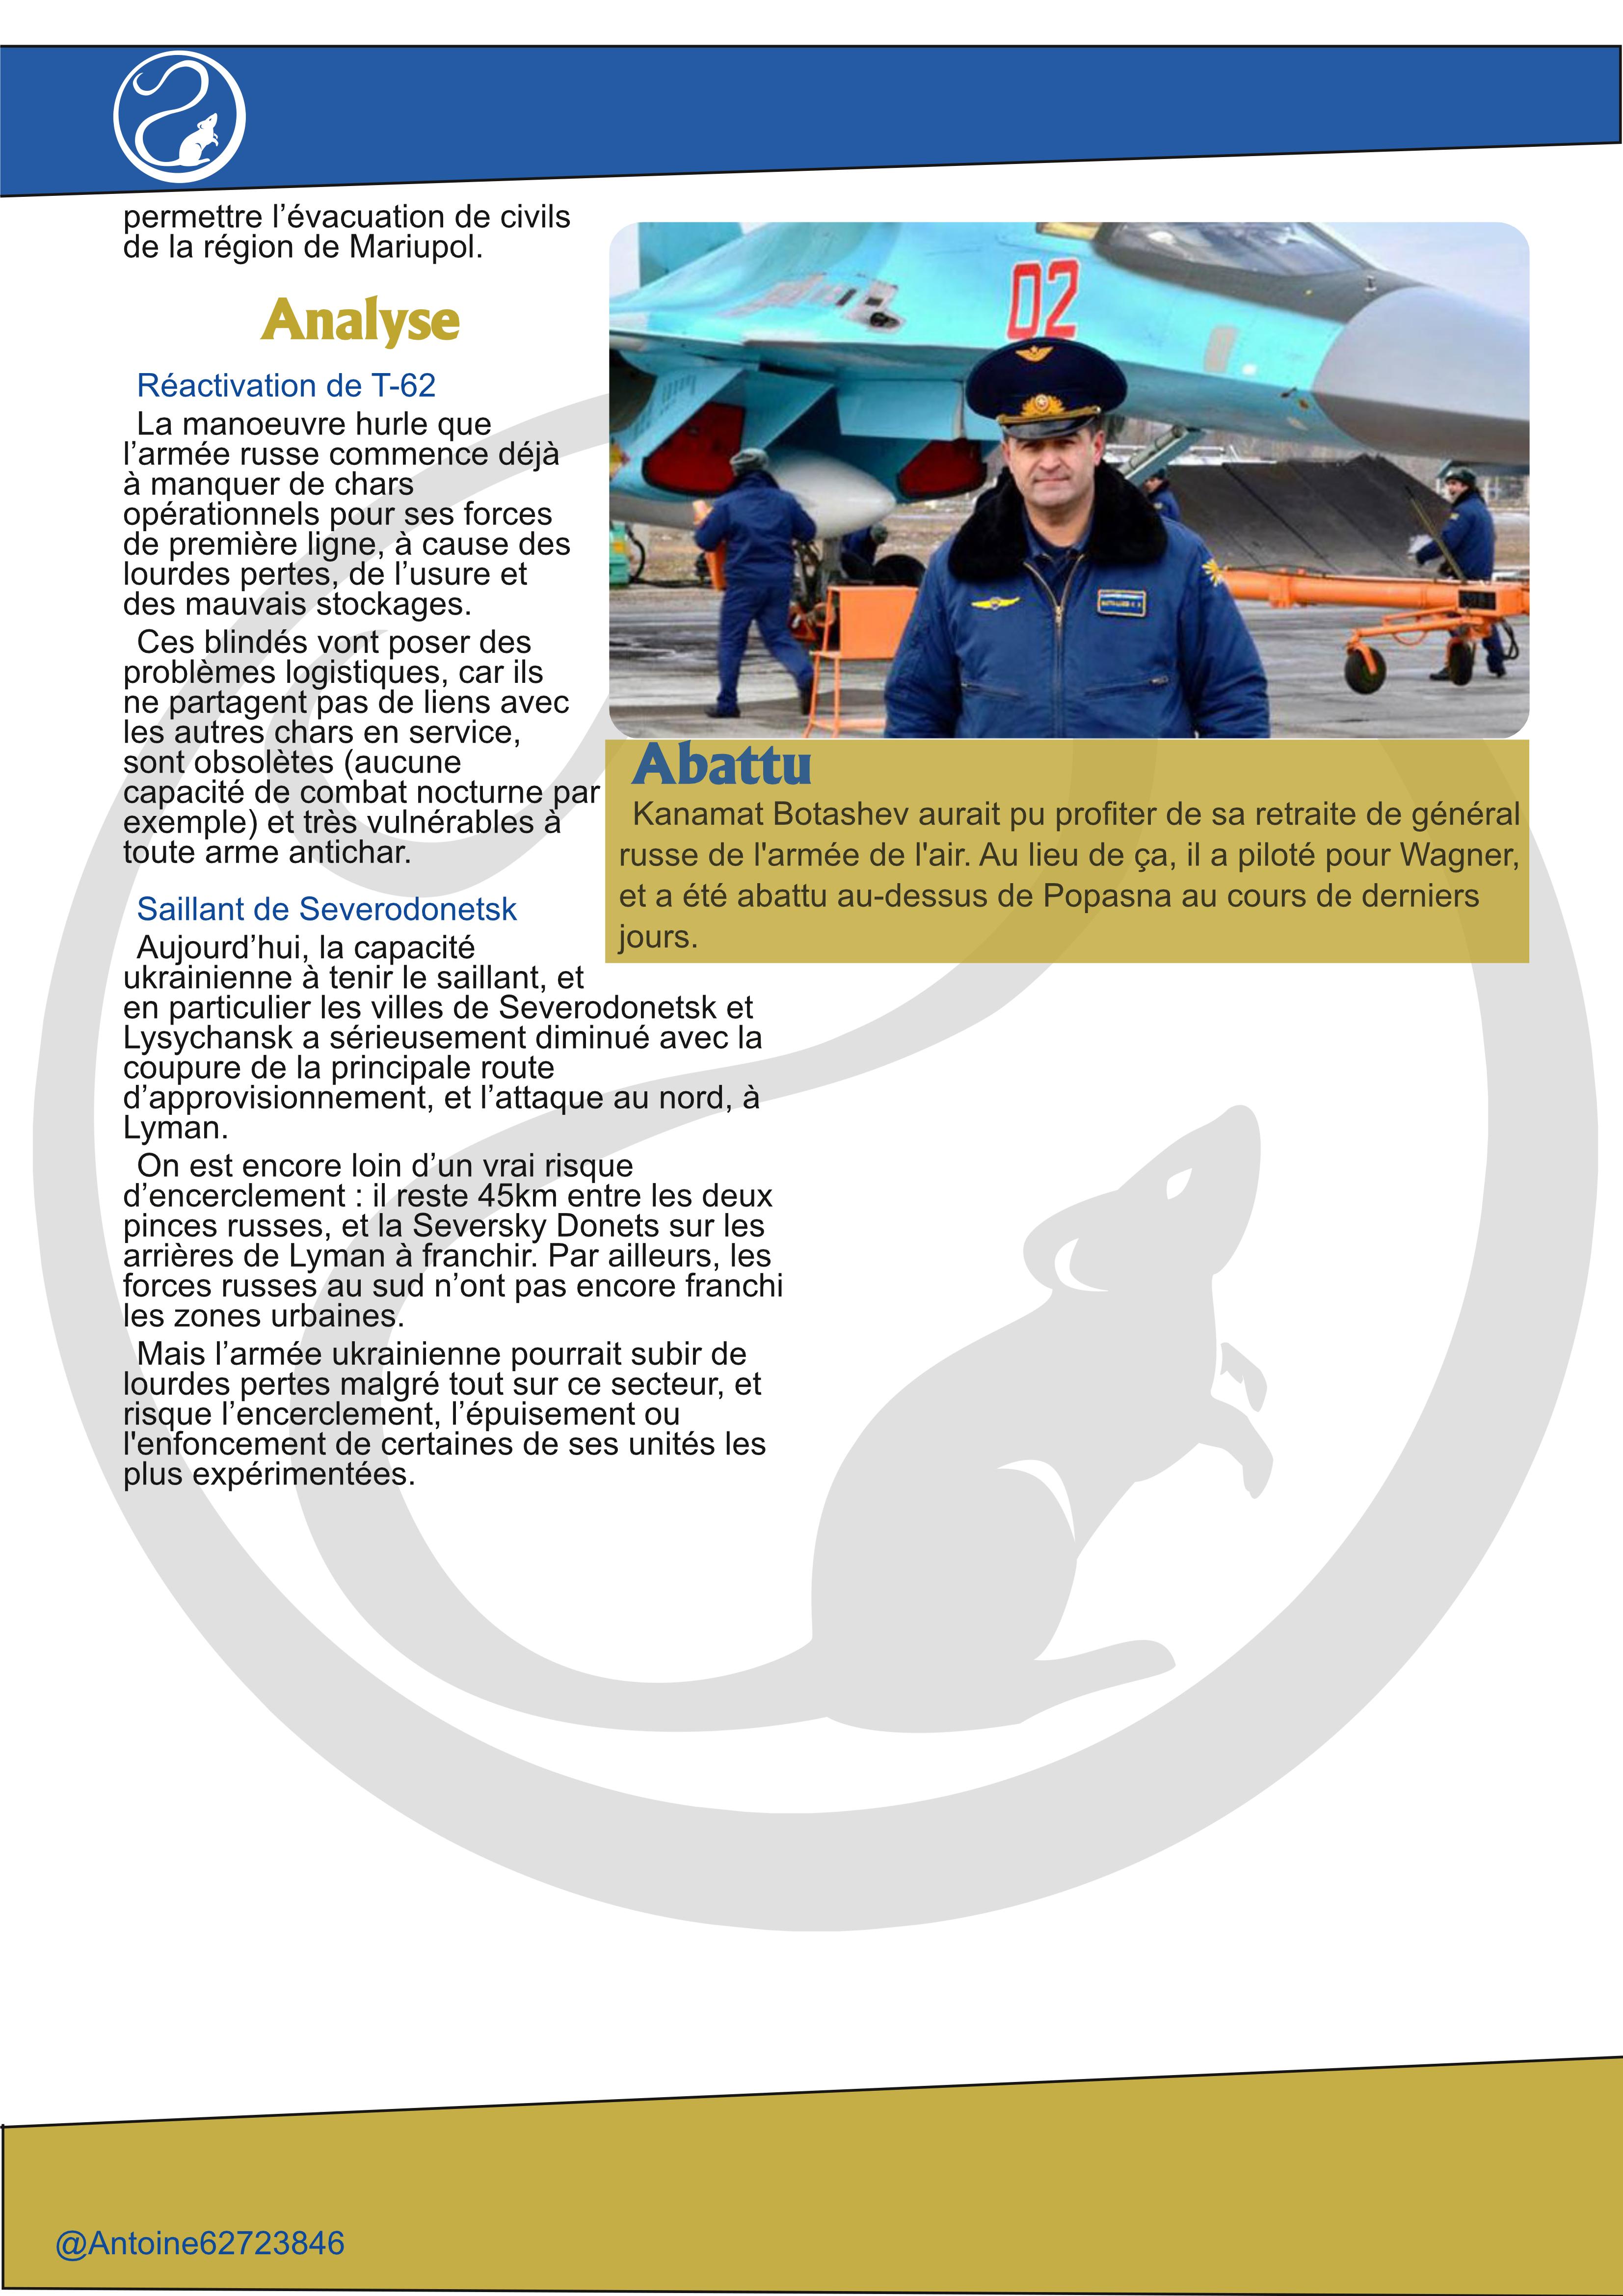 permettre l’évacuation de civils
de la région de Mariupol.
Analyse
Réactivation de T-62
La manoeuvre hurle que
l’armée russe commence déjà
à manquer de chars
opérationnels pour ses forces
de première ligne, à cause des
lourdes pertes, de l’usure et
des mauvais stockages.
Ces blindés vont poser des
problèmes logistiques, car ils
ne partagent pas de liens avec
les autres chars en service,
sont obsolètes (aucune
capacité de combat nocturne par
exemple) et très vulnérables à
toute arme antichar.
Saillant de Severodonetsk
Aujourd’hui, la capacité
ukrainienne à tenir le saillant, et
en particulier les villes de Severodonetsk et
Lysychansk a sérieusement diminué avec la
coupure de la principale route
d’approvisionnement, et l’attaque au nord, à
Lyman.
On est encore loin d’un vrai risque
d’encerclement : il reste 45km entre les deux
pinces russes, et la Seversky Donets sur les
arrières de Lyman à franchir. Par ailleurs, les
forces russes au sud n’ont pas encore franchi
les zones urbaines.
Mais l’armée ukrainienne pourrait subir de
lourdes pertes malgré tout sur ce secteur, et
risque l’encerclement, l’épuisement ou
l'enfoncement de certaines de ses unités les
plus expérimentées.
02
Abattu
Kanamat Botashev aurait pu profiter de sa retraite de général
russe de l'armée de l'air. Au lieu de ça, il a piloté pour Wagner,
et a été abattu au-dessus de Popasna au cours de derniers
jours.
@Antoine62723846